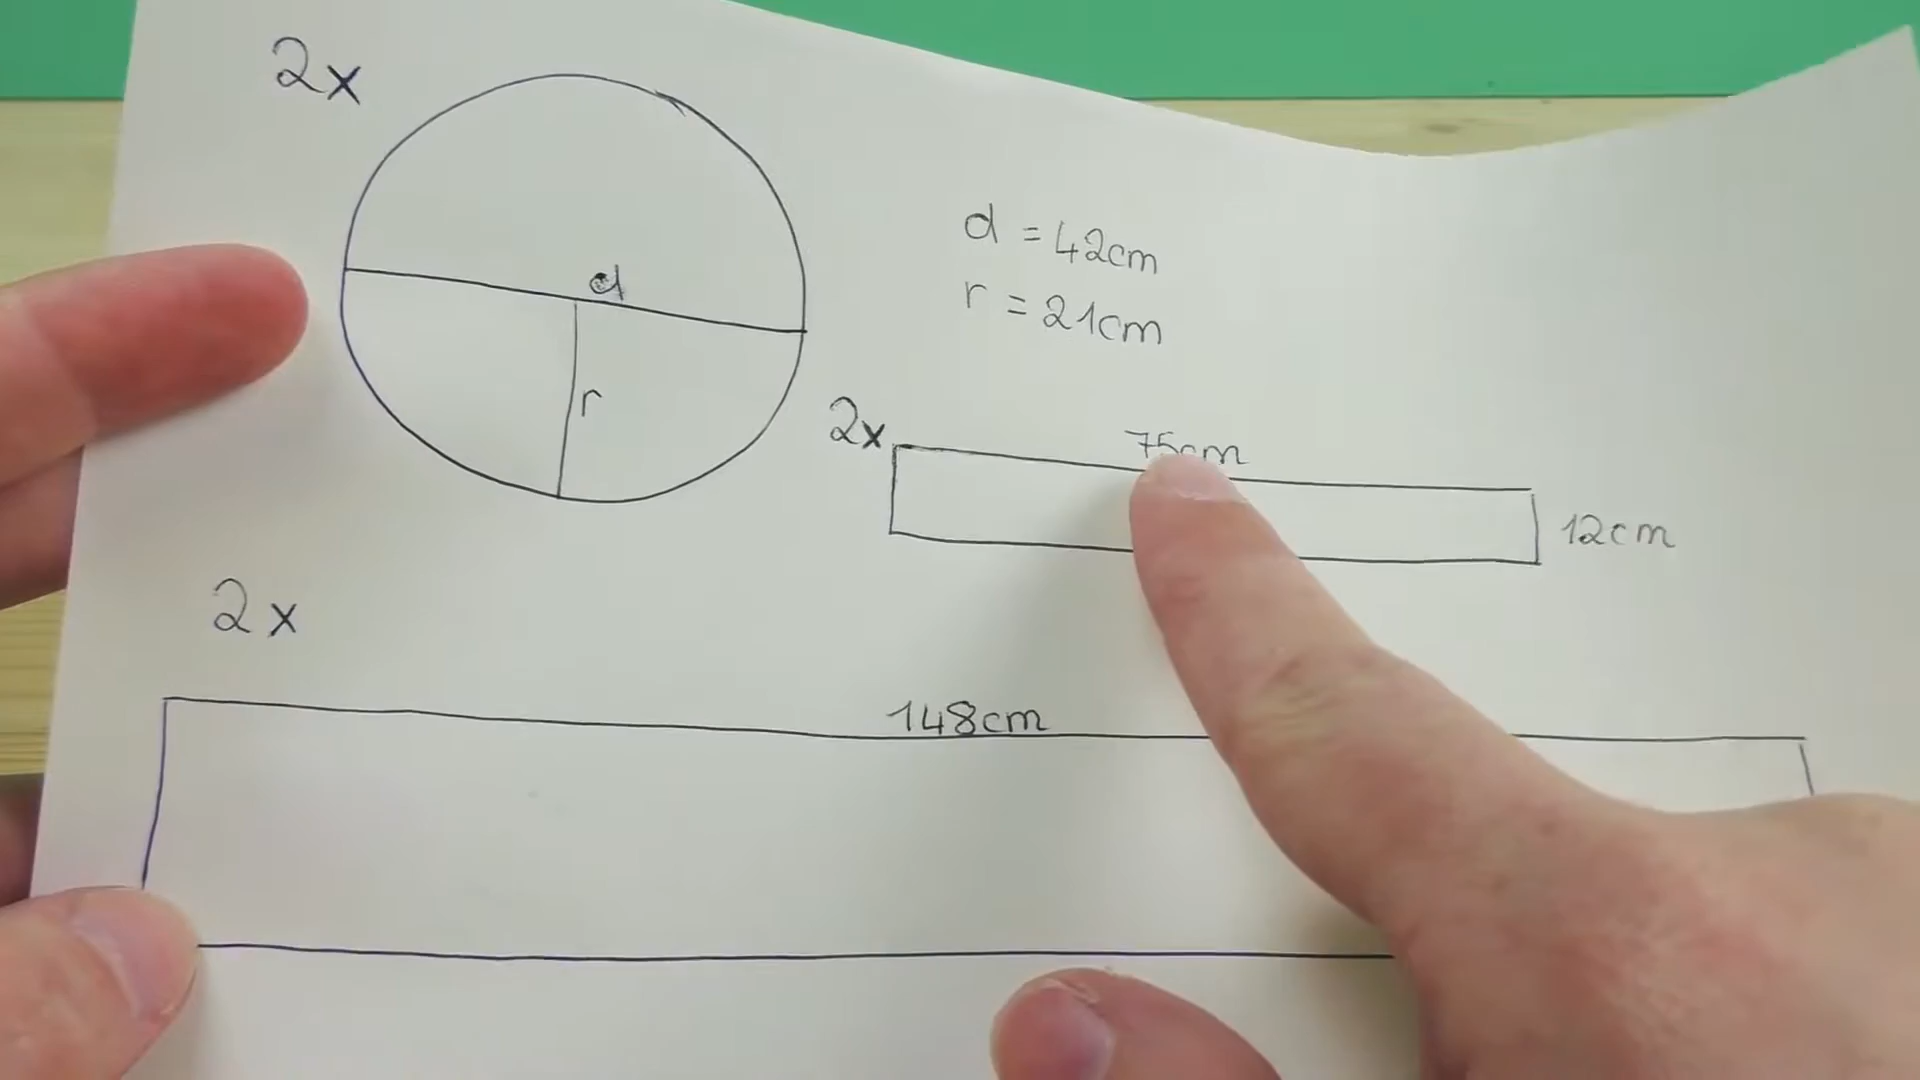 2x
d
r
d = 42cm
r = 21cm
2x
75cm
12cm
2x
148cm